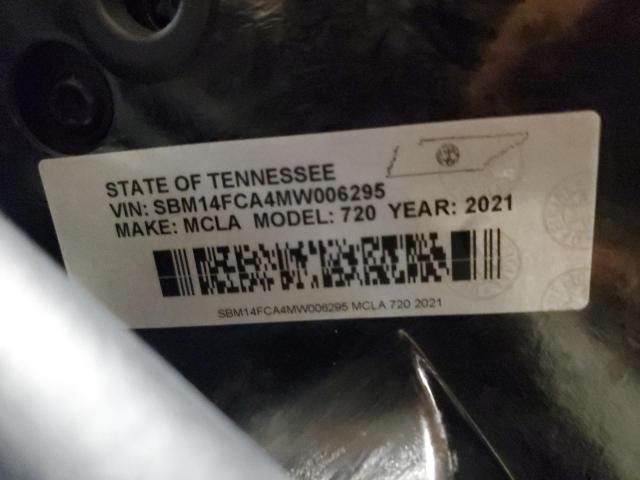 STATE OF TENNESSEE
VIN: SBM14FCA4MW006295
MAKE: MCLA MODEL: 720 YEAR: 2021
SBM14FCA4MW006295 MCLA 720 2021